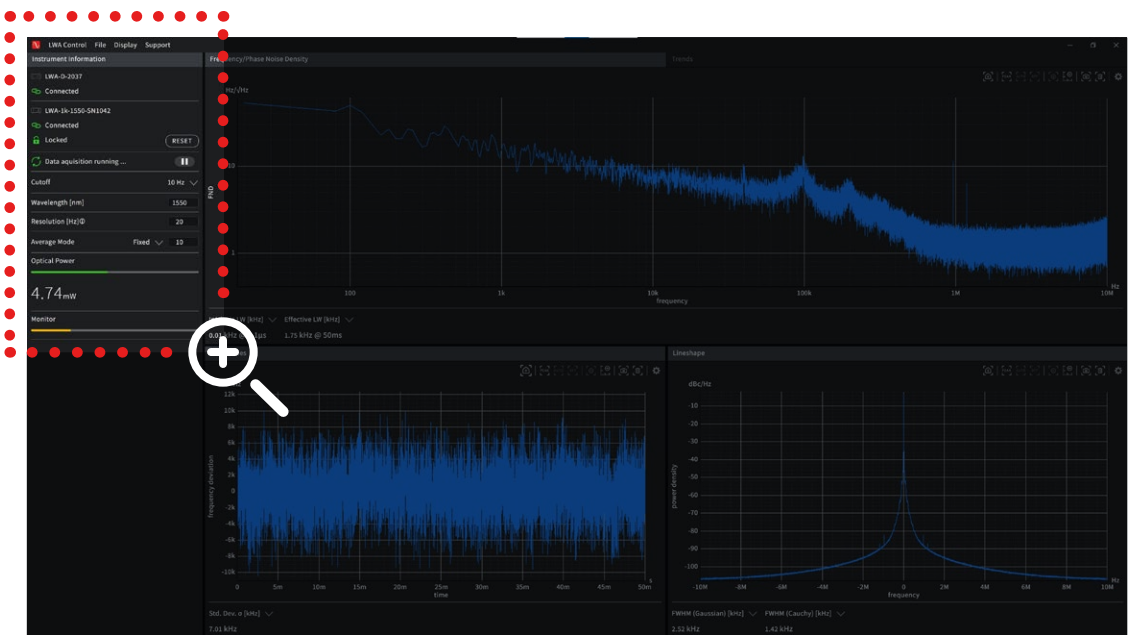 LWA Control File Display Support
Instrument Information
LWA-D-2037
Connected
LWA-1k-1550-SN1042
Connected
Locked RESET
Data aquisition running ...
Cutoff 10 Hz
Wavelength [nm] 1550
Resolution [Hz] 20
Average Mode Fixed 10
Optical Power
4.74mW
Monitor
Frequency/Phase Noise Density
Trends
Hz/√Hz
10
1
FND
100 1k 10k 100k 1M 10M Hz
frequency
LW [kHz] Effective LW [kHz]
0.01 kHz @ 1.75 kHz @ 50ms
12k
10k
8k
6k
4k
2k
0
-2k
-4k
-6k
-8k
-10k
frequency deviation
0 5m 10m 15m 20m 25m 30m 35m 40m 45m 50m s
time
Std. Dev. σ [kHz]
7.01 kHz
Lineshape
dBc/Hz
-10
-20
-30
-40
-50
-60
-70
-80
-90
-100
power density
-10M -8M -6M -4M -2M 0 2M 4M 6M 8M 10M Hz
frequency
FWHM (Gaussian) [kHz] FWHM (Cauchy) [kHz]
2.52 kHz 1.42 kHz